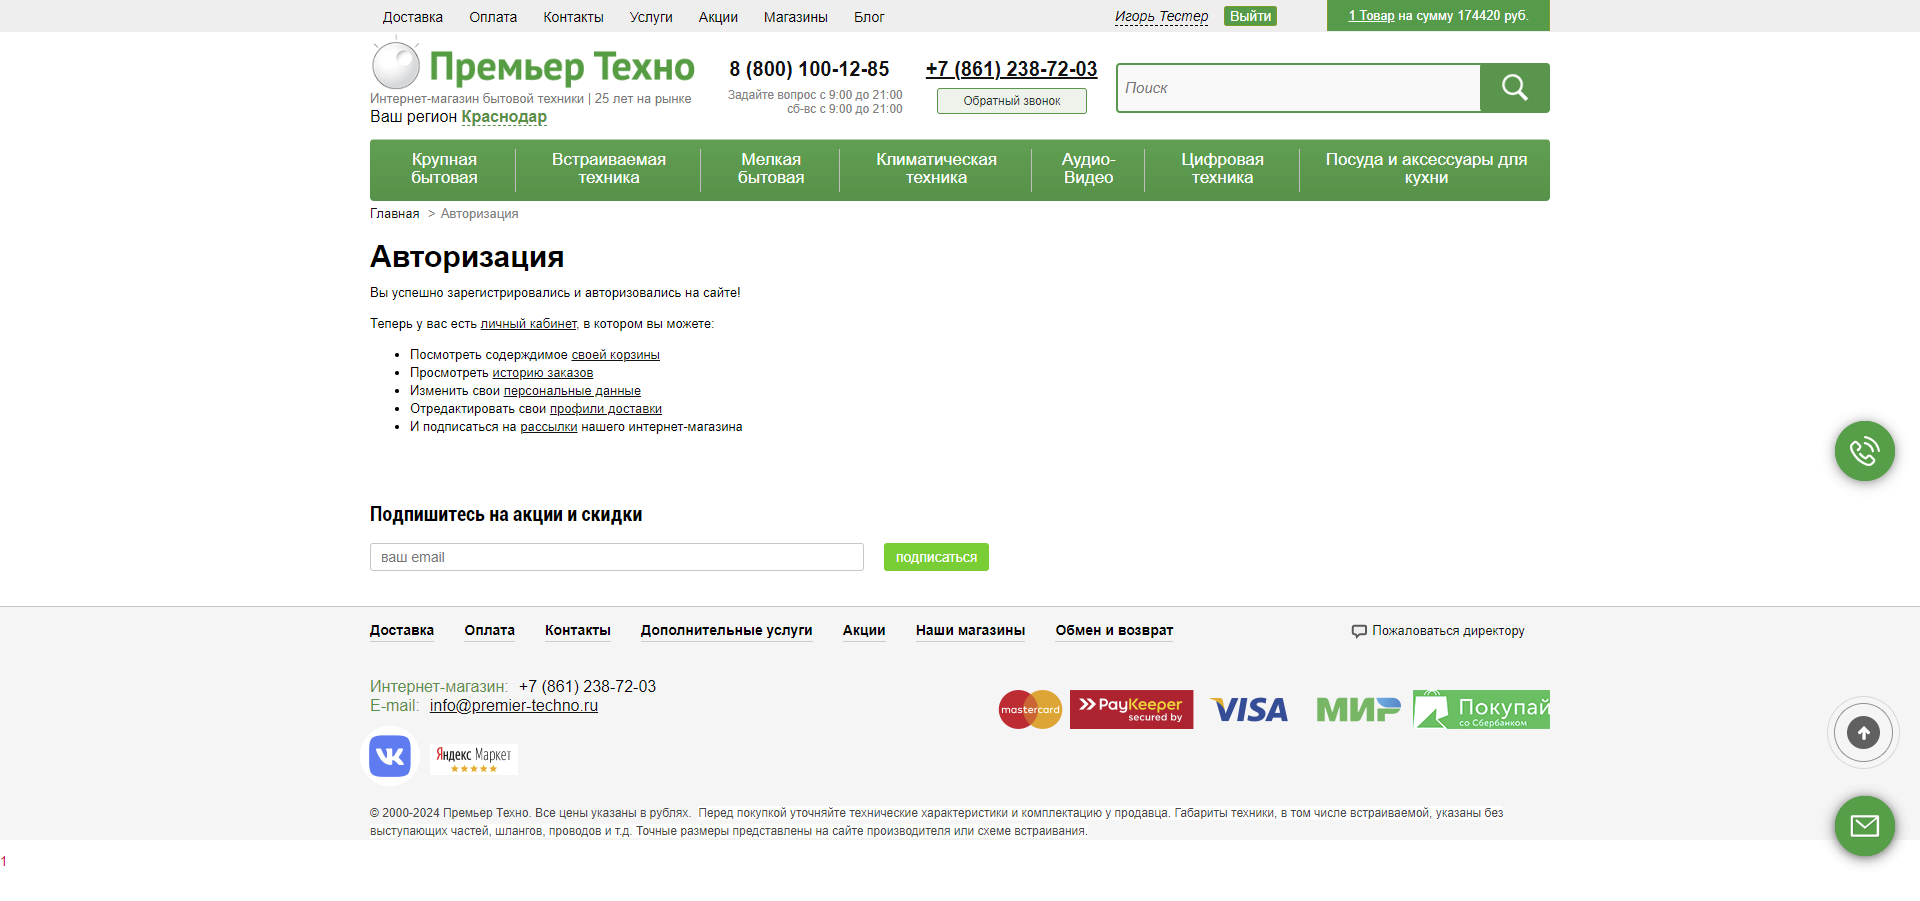 Доставка Оплата Контакты Услуги Акции Магазины Блог Игорь Тестер Выйти 1 Товар на сумму 174420 руб.
Премьер Техно
Интернет-магазин бытовой техники | 25 лет на рынке
Ваш регион Краснодар
8 (800) 100-12-85
Задайте вопрос с 9:00 до 21:00
сб-вс с 9:00 до 21:00
+7 (861) 238-72-03
Обратный звонок
Поиск
Крупная бытовая
Встраиваемая техника
Мелкая бытовая
Климатическая техника
Аудио-Видео
Цифровая техника
Посуда и аксессуары для кухни
Главная > Авторизация
Авторизация
Вы успешно зарегистрировались и авторизовались на сайте!
Теперь у вас есть личный кабинет, в котором вы можете:
• Посмотреть содерждимое своей корзины
• Просмотреть историю заказов
• Изменить свои персональные данные
• Отредактировать свои профили доставки
• И подписаться на рассылки нашего интернет-магазина
Подпишитесь на акции и скидки
ваш email
подписаться
Доставка Оплата Контакты Дополнительные услуги Акции Наши магазины Обмен и возврат Пожаловаться директору
Интернет-магазин: +7 (861) 238-72-03
E-mail: info@premier-techno.ru
mastercard
PayKeeper
secured by
VISA
МИР
Покупай
со Сбербанком
Яндекс Маркет
© 2000-2024 Премьер Техно. Все цены указаны в рублях. Перед покупкой уточняйте технические характеристики и комплектацию у продавца. Габариты техники, в том числе встраиваемой, указаны без
выступающих частей, шлангов, проводов и т.д. Точные размеры представлены на сайте производителя или схеме встраивания.
1